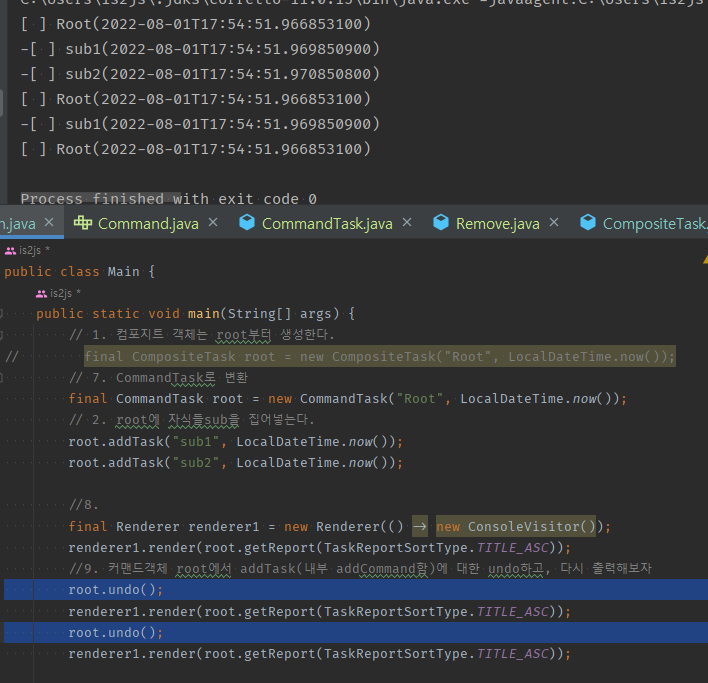 C:\Users\is2js\.jdks\corretto-11.0.15\bin\java.exe -javaagent:C:\Users\is2js
[ ] Root(2022-08-01T17:54:51.966853100)
-[ ] sub1(2022-08-01T17:54:51.969850900)
-[ ] sub2(2022-08-01T17:54:51.970850800)
[ ] Root(2022-08-01T17:54:51.966853100)
-[ ] sub1(2022-08-01T17:54:51.969850900)
[ ] Root(2022-08-01T17:54:51.966853100)
Process finished with exit code 0
n.java × Command.java × CommandTask.java × Remove.java × CompositeTask.
is2js *
public class Main {
is2js *
public static void main(String[] args) {
// 1. 컴포지트 객체는 root부터 생성한다.
// final CompositeTask root = new CompositeTask("Root", LocalDateTime.now());
// 7. CommandTask로 변환
final CommandTask root = new CommandTask("Root", LocalDateTime.now());
// 2. root에 자식들sub을 집어넣는다.
root.addTask("sub1", LocalDateTime.now());
root.addTask("sub2", LocalDateTime.now());
//8.
final Renderer renderer1 = new Renderer(() → new ConsoleVisitor());
renderer1.render(root.getReport(TaskReportSortType.TITLE_ASC));
//9. 커맨드객체 root에서 addTask(내부 addCommand함)에 대한 undo하고, 다시 출력해보자
root.undo();
renderer1.render(root.getReport(TaskReportSortType.TITLE_ASC));
root.undo();
renderer1.render(root.getReport(TaskReportSortType.TITLE_ASC));